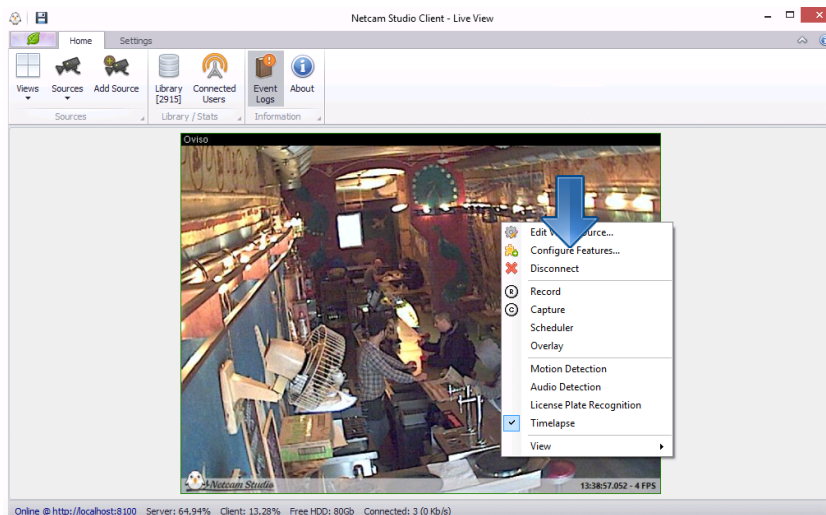 Netcam Studio Client - Live View
Home Settings
Views Sources Add Source Library [2915] Connected Users Event Logs About
Sources Library / Stats Information
Oviso
Edit V urce...
Configure Features...
Disconnect
R Record
C Capture
Scheduler
Overlay
Motion Detection
Audio Detection
License Plate Recognition
Timelapse
View
Netcam Studio 13:38:57.052 - 4 FPS
Online @ http://localhost:8100 Server: 64.94% Client: 13.28% Free HDD: 80Gb Connected: 3 (0 Kb/s)